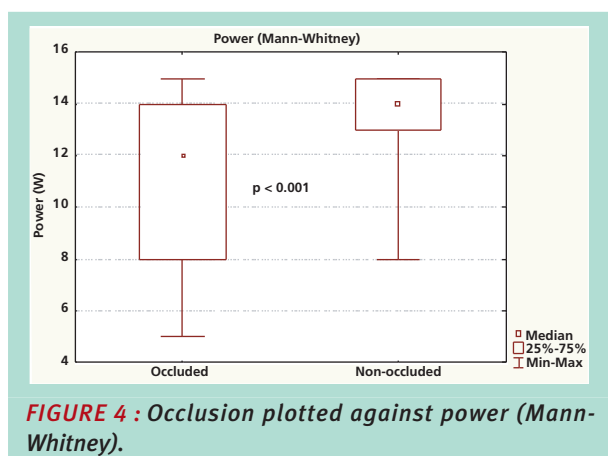 Power (Mann-Whitney)
16
14
12
10
8
6
4
Power (W)
p < 0.001
Occluded
Non-occluded
Median
25%-75%
Min-Max
FIGURE 4 : Occlusion plotted against power (Mann-
Whitney).